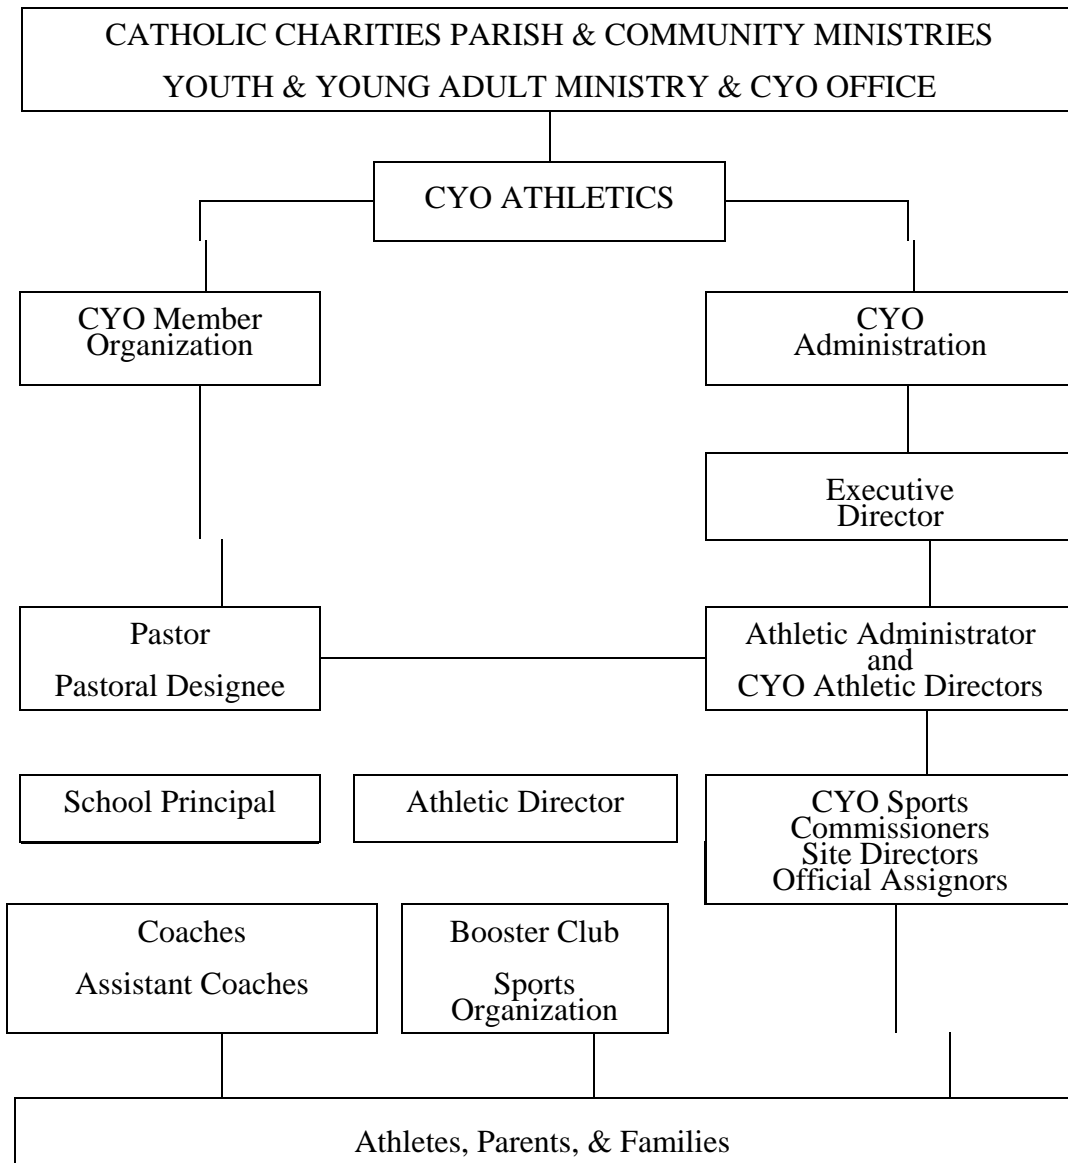 CATHOLIC CHARITIES PARISH & COMMUNITY MINISTRIES
YOUTH & YOUNG ADULT MINISTRY & CYO OFFICE
CYO ATHLETICS
CYO Member
Organization
CYO
Administration
Executive
Director
Pastor
Pastoral Designee
Athletic Administrator
and
CYO Athletic Directors
School Principal
Athletic Director
CYO Sports
Commissioners
Site Directors
Official Assignors
Coaches
Assistant Coaches
Booster Club
Sports
Organization
Athletes, Parents, & Families